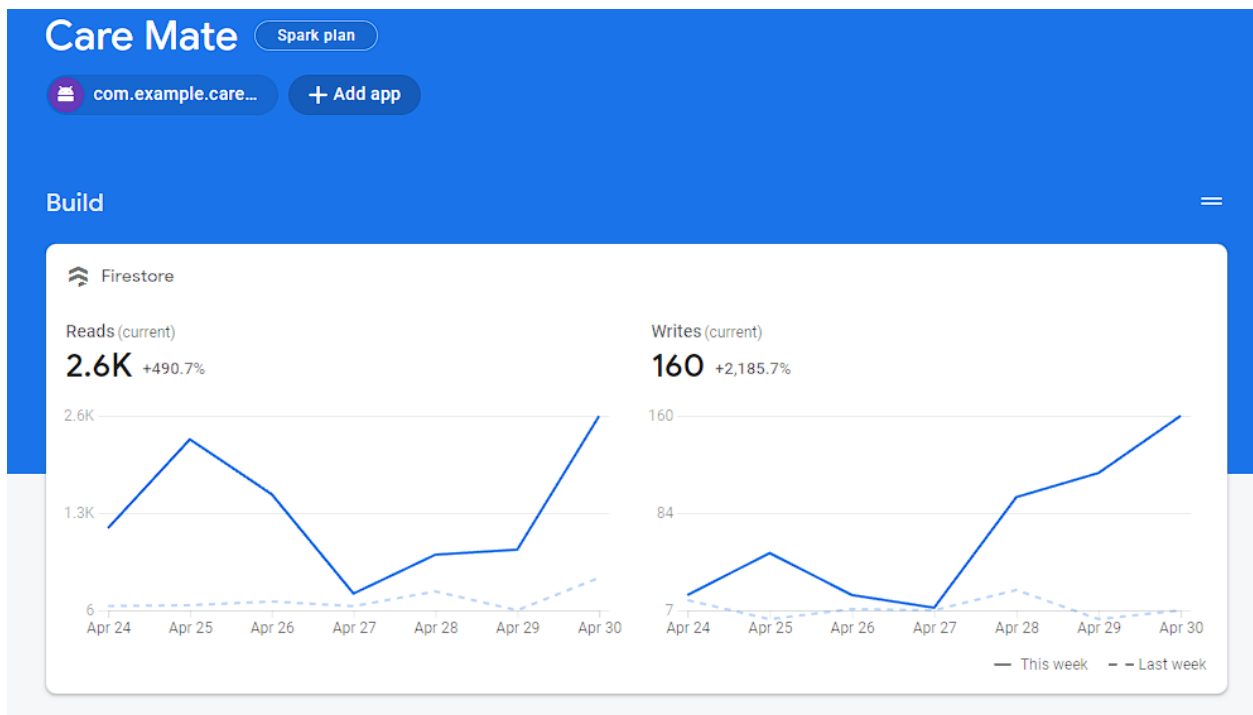 Care Mate Spark plan
com.example.care... + Add app
Build
Firestore
Reads (current)
2.6K +490.7%
2.6K
1.3K
6
Apr 24 Apr 25 Apr 26 Apr 27 Apr 28 Apr 29 Apr 30
Writes (current)
160 +2,185.7%
160
84
7
Apr 24 Apr 25 Apr 26 Apr 27 Apr 28 Apr 29 Apr 30
This week Last week